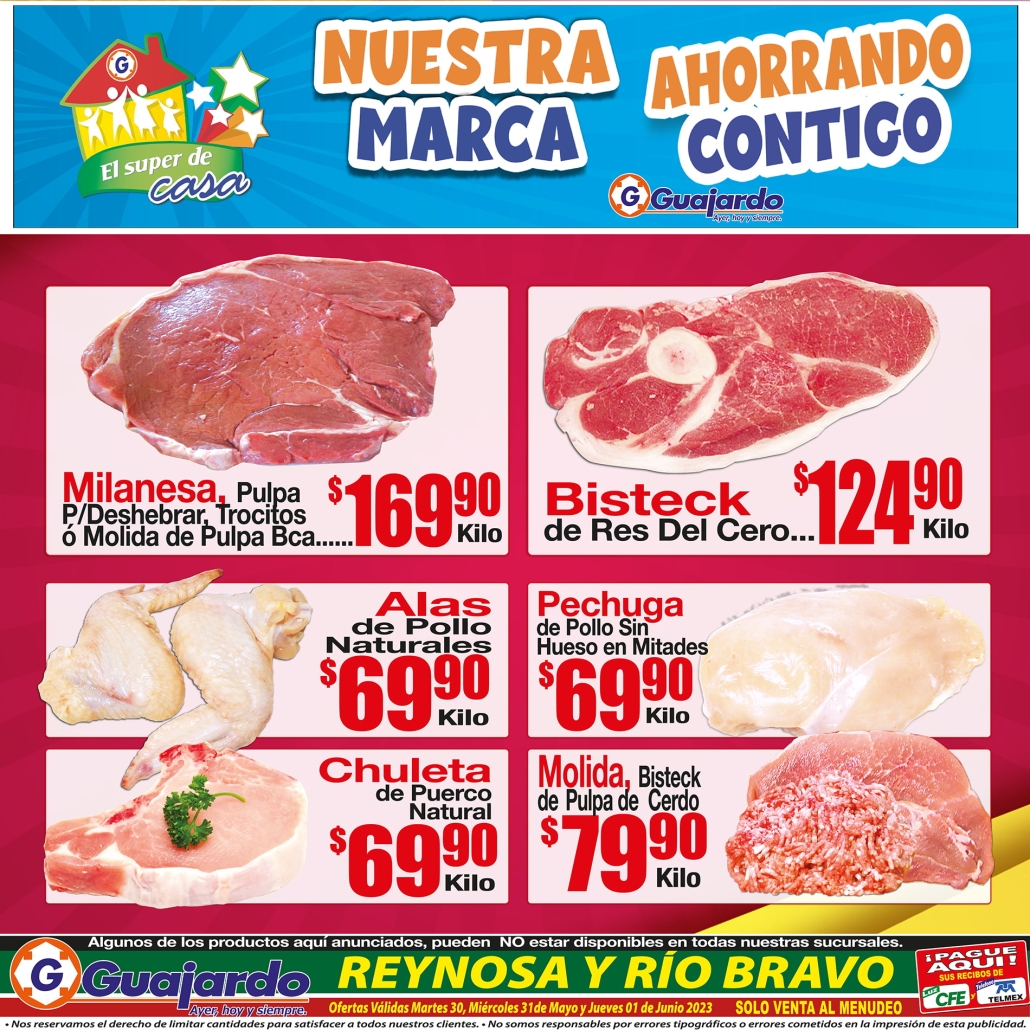 G
El super de
casa
NUESTRA
MARCA
AHORRANDO
CONTIGO
G Guajardo
Ayer, hoy y siempre.
Milanesa, Pulpa
P/Deshebrar, Trocitos
ó Molida de Pulpa Bca......
$169.90
Kilo
Bisteck
de Res Del Cero...
$124.90
Kilo
Alas
de Pollo
Naturales
$69.90
Kilo
Pechuga
de Pollo Sin
Hueso en Mitades
$69.90
Kilo
Chuleta
de Puerco
Natural
$69.90
Kilo
Molida, Bisteck
de Pulpa de Cerdo
$79.90
Kilo
Algunos de los productos aquí anunciados, pueden NO estar disponibles en todas nuestras sucursales.
G Guajardo
Ayer, hoy y siempre.
REYNOSA Y RÍO BRAVO
Ofertas Válidas Martes 30, Miércoles 31de Mayo y Jueves 01 de Junio 2023 SOLO VENTA AL MENUDEO
¡PAGUE
AQUÍ!
SUS RECIBOS DE
CFE
TELMEX
• Nos reservamos el derecho de limitar cantidades para satisfacer a todos nuestros clientes. • No somos responsables por errores tipográficos o errores cometidos en la impresión de esta publicidad.